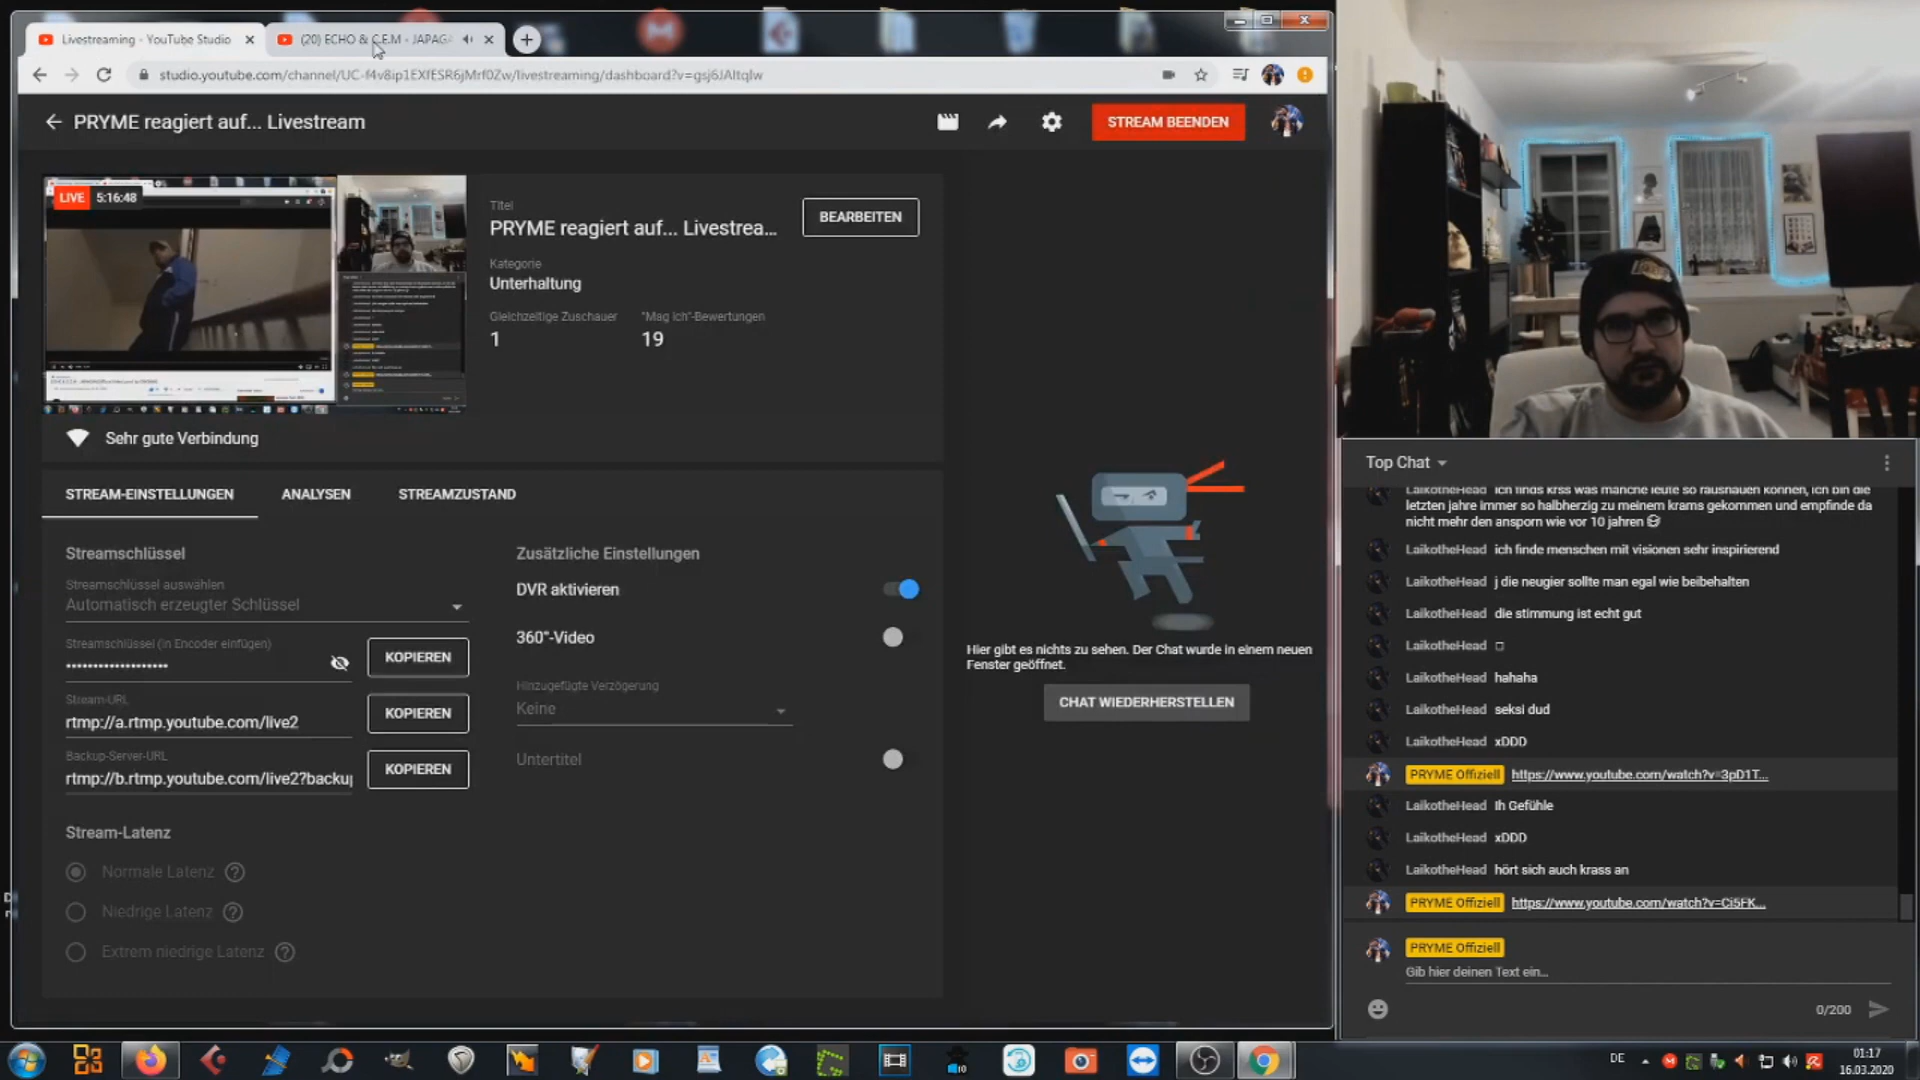 Livestreaming - YouTube Studio
(20) ECHO & C.E.M - JAPAGA
studio.youtube.com/channel/UC-f4v8ip1EXfESR6jMrf0Zw/livestreaming/dashboard?v=gsj6JAltqlw
PRYME reagiert auf... Livestream
STREAM BEENDEN
LIVE 5:16:48
Titel
PRYME reagiert auf... Livestrea...
BEARBEITEN
Kategorie
Unterhaltung
Gleichzeitige Zuschauer
"Mag ich"-Bewertungen
1
19
Sehr gute Verbindung
STREAM-EINSTELLUNGEN
ANALYSEN
STREAMZUSTAND
Streamschlüssel
Streamschlüssel auswählen
Automatisch erzeugter Schlüssel
Streamschlüssel (in Encoder einfügen)
KOPIEREN
Stream-URL
rtmp://a.rtmp.youtube.com/live2
KOPIEREN
Backup-Server-URL
rtmp://b.rtmp.youtube.com/live2?backup
KOPIEREN
Stream-Latenz
Normale Latenz
Niedrige Latenz
Extrem niedrige Latenz
Zusätzliche Einstellungen
DVR aktivieren
360°-Video
Hinzugefügte Verzögerung
Keine
Untertitel
Hier gibt es nichts zu sehen. Der Chat wurde in einem neuen
Fenster geöffnet.
CHAT WIEDERHERSTELLEN
Top Chat
LaikotheHead ich finds krss was manche leute so raushauen können, ich bin die
letzten jahre immer so halbherzig zu meinem krams gekommen und empfinde da
nicht mehr den ansporn wie vor 10 jahren
LaikotheHead ich finde menschen mil visionen sehr inspirierend
LaikotheHead j die neugier sollte man egal wie beibehalten
LaikotheHead die stimmung ist echt gut
LaikotheHead □
LaikotheHead hahaha
LaikotheHead seksi dud
LaikotheHead xDDD
PRYME Offiziell https://www.youtube.com/watch?v=3pD1T...
LaikotheHead Ih Gefühle
LaikotheHead xDDD
LaikotheHead hört sich auch krass an
PRYME Offiziell https://www.youtube.com/watch?v=Ci5FK...
PRYME Offiziell
Gib hier deinen Text ein...
0/200
DE
01:17
16.03.2020